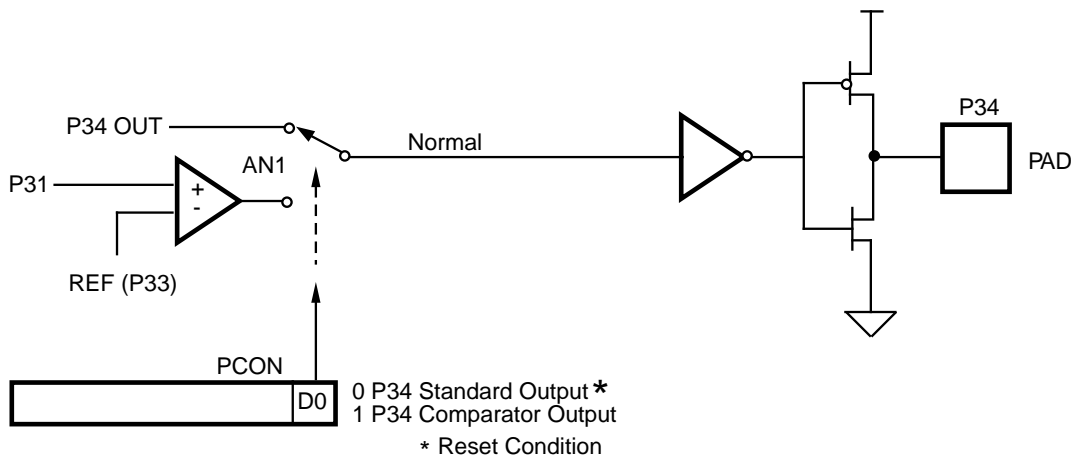 P34
P34 OUT
Normal
PAD
AN1
P31
+
-
REF (P33)
PCON
D0
0 P34 Standard Output *
1 P34 Comparator Output
* Reset Condition